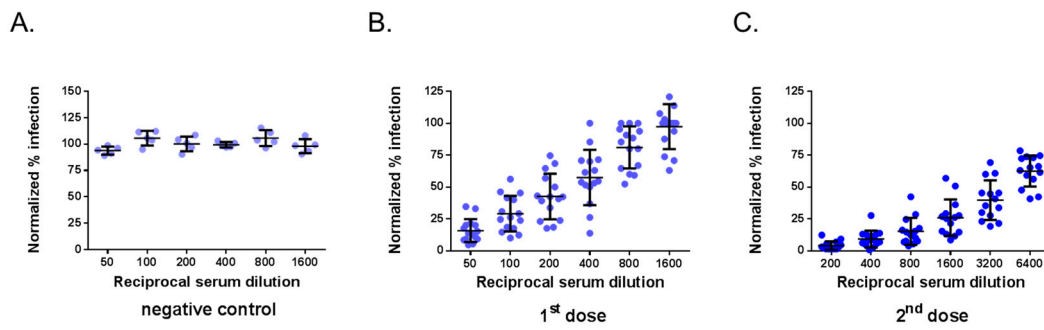 A.
B.
C.
Normalized % infection
150
125
100
75
50
25
0
50 100 200 400 800 1600
Reciprocal serum dilution
negative control
Normalized % infection
125
100
75
50
25
0
50 100 200 400 800 1600
Reciprocal serum dilution
1st dose
Normalized % infection
125
100
75
50
25
0
200 400 800 1600 3200 6400
Reciprocal serum dilution
2nd dose